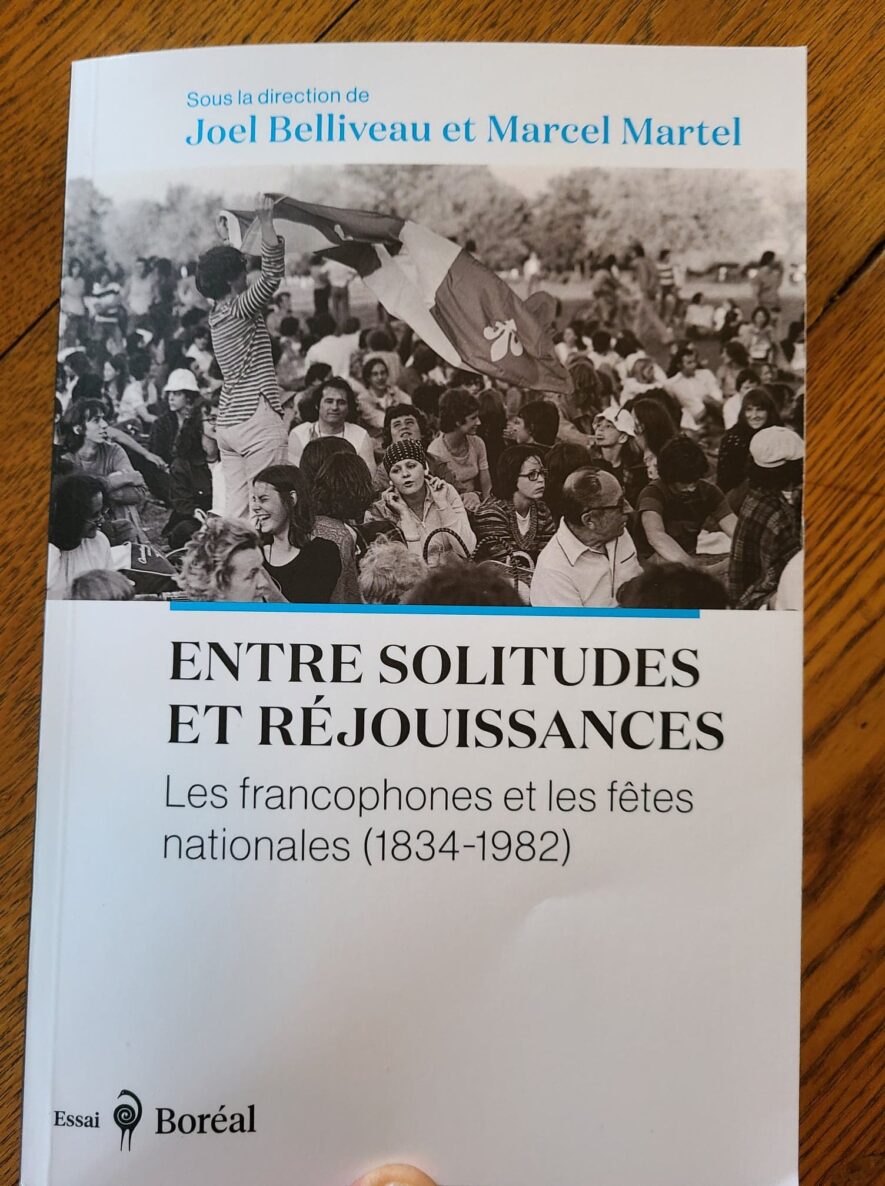 Sous la direction de
Joel Belliveau et Marcel Martel
ENTRE SOLITUDES
ET RÉJOUISSANCES
Les francophones et les fêtes
nationales (1834-1982)
Essai Boréal